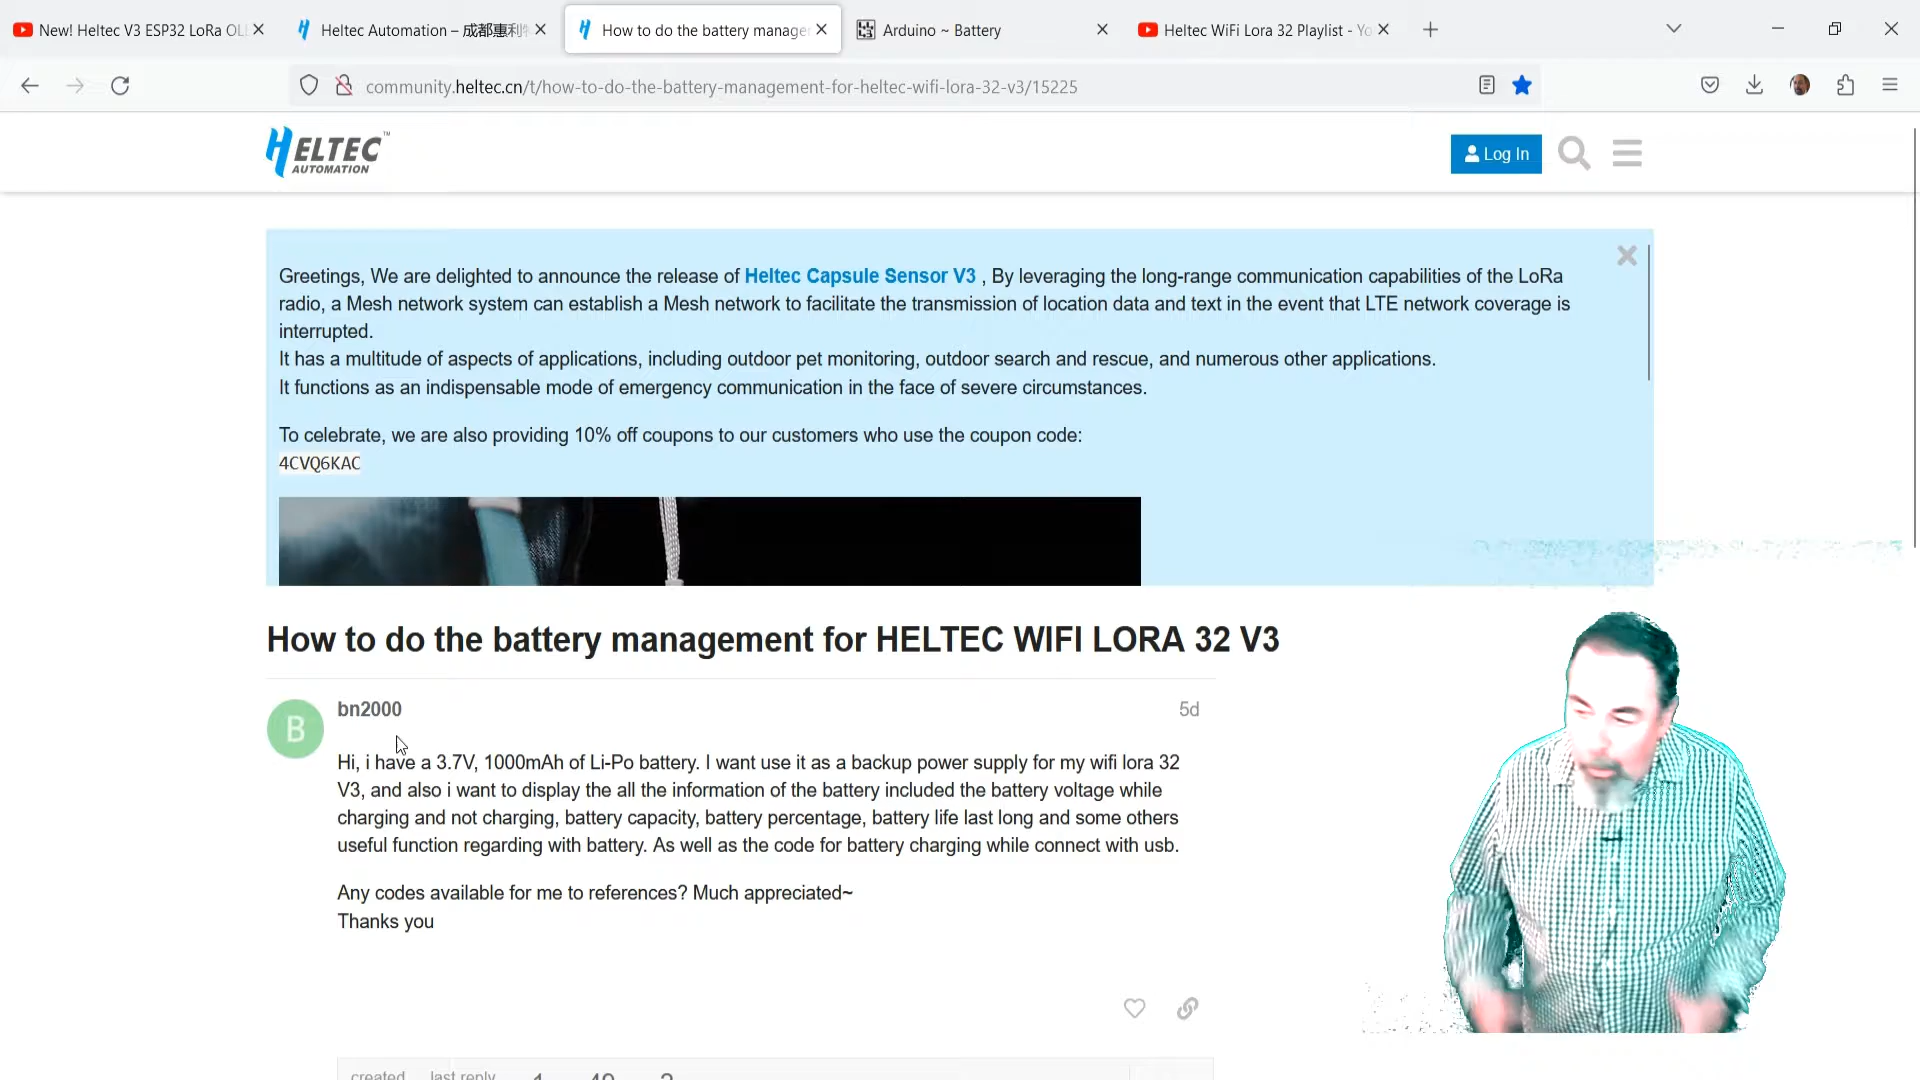 New! Heltec V3 ESP32 LoRa OL
Heltec Automation – 成都惠利
How to do the battery manage
Arduino ~ Battery
Heltec WiFi Lora 32 Playlist - Yo
community.heltec.cn/t/how-to-do-the-battery-management-for-heltec-wifi-lora-32-v3/15225
HELTEC™
AUTOMATION
Log In
Greetings, We are delighted to announce the release of Heltec Capsule Sensor V3 , By leveraging the long-range communication capabilities of the LoRa
radio, a Mesh network system can establish a Mesh network to facilitate the transmission of location data and text in the event that LTE network coverage is
interrupted.
It has a multitude of aspects of applications, including outdoor pet monitoring, outdoor search and rescue, and numerous other applications.
It functions as an indispensable mode of emergency communication in the face of severe circumstances.
To celebrate, we are also providing 10% off coupons to our customers who use the coupon code:
4CVQ6KAC
How to do the battery management for HELTEC WIFI LORA 32 V3
B
bn2000
5d
Hi, i have a 3.7V, 1000mAh of Li-Po battery. I want use it as a backup power supply for my wifi lora 32
V3, and also i want to display the all the information of the battery included the battery voltage while
charging and not charging, battery capacity, battery percentage, battery life last long and some others
useful function regarding with battery. As well as the code for battery charging while connect with usb.
Any codes available for me to references? Much appreciated~
Thanks you
created last reply